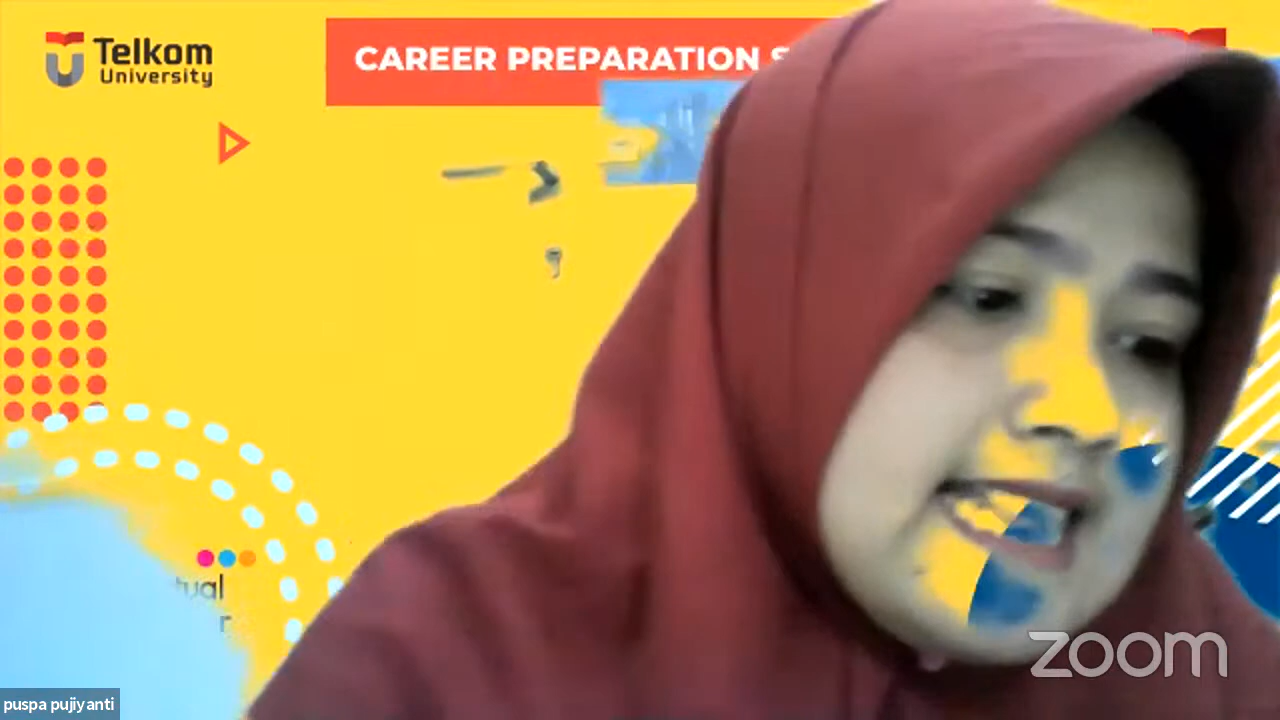 Telkom
University
CAREER PREPARATION
puspa pujiyanti
zoom